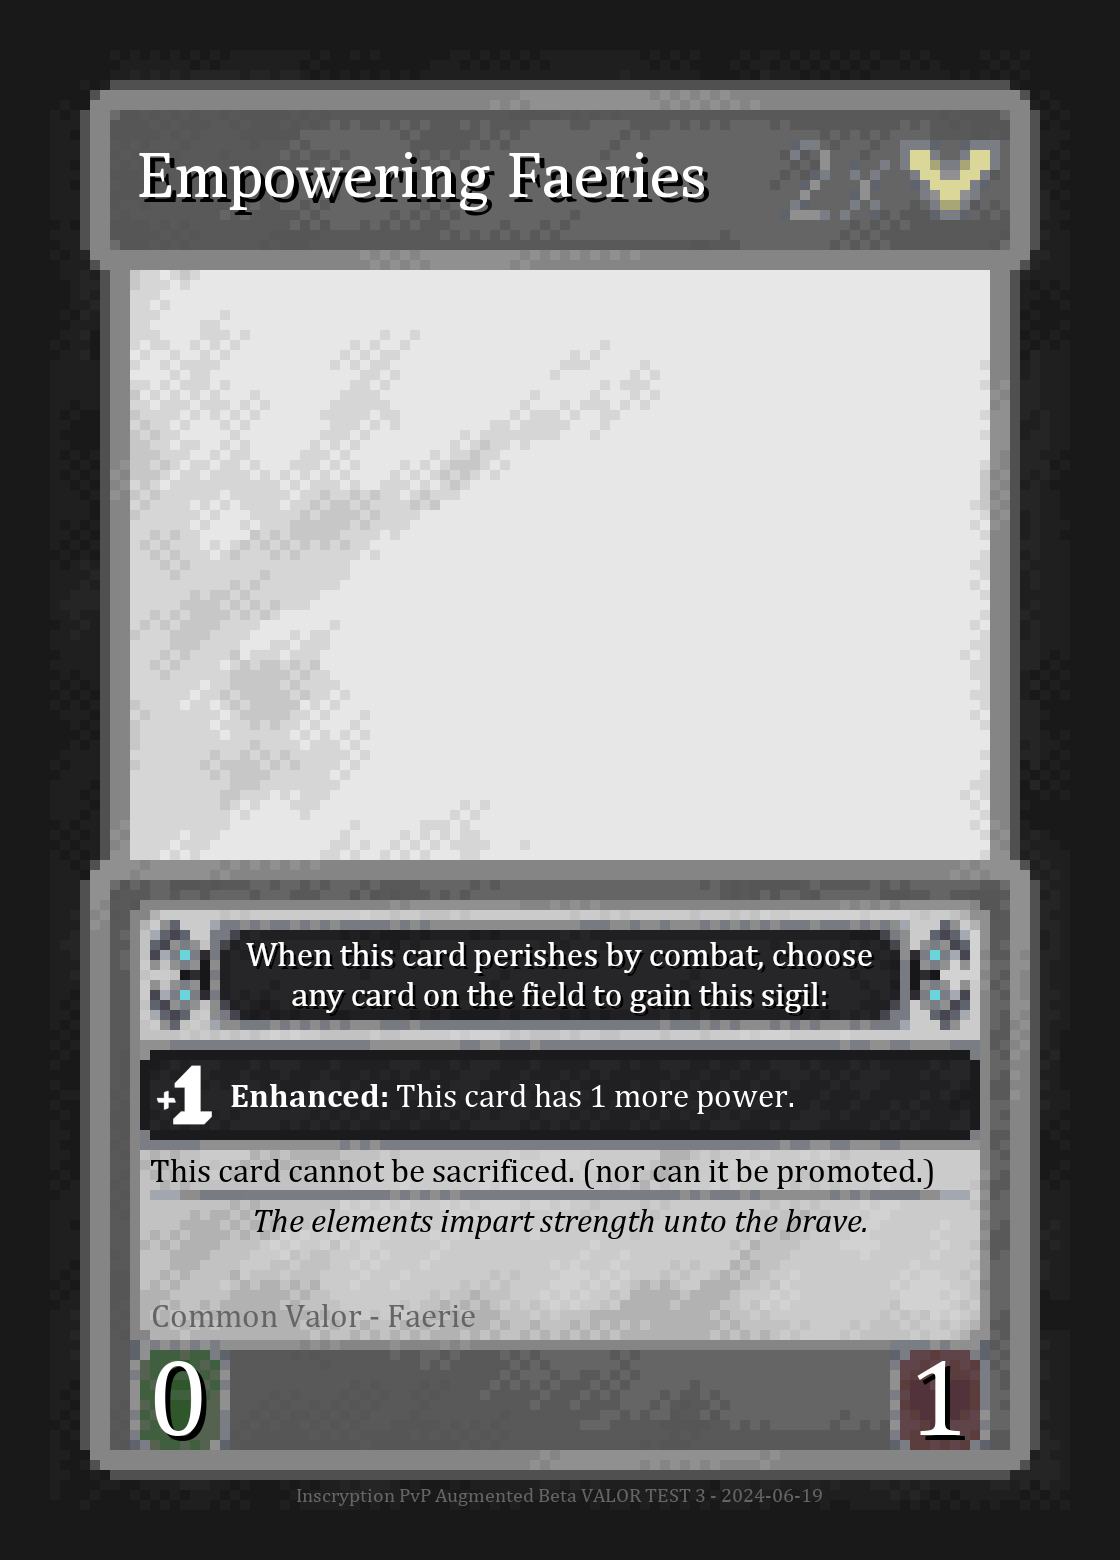 Empowering Faeries 2x
When this card perishes by combat, choose
any card on the field to gain this sigil:
+1 Enhanced: This card has 1 more power.
This card cannot be sacrificed. (nor can it be promoted.)
The elements impart strength unto the brave.
Common Valor - Faerie
0 1
Inscryption PvP Augmented Beta VALOR TEST 3 - 2024-06-19